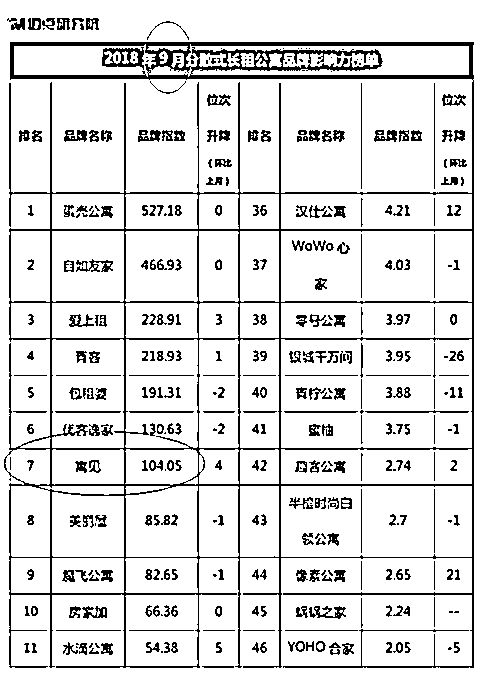 迈点研究院
2018 年 9 月分散式长租公寓品牌影响力榜单
排名 品牌名称 品牌指数 位次升降（环比上月） 排名 品牌名称 品牌指数 位次升降（环比上月）
1 蛋壳公寓 527.18 0 36 汉仕公寓 4.21 12
2 自如友家 466.93 0 37 WoWo 心家 4.03 -1
3 爱上租 228.91 3 38 零号公寓 3.97 0
4 青客 218.93 1 39 银城千万间 3.95 -26
5 包租婆 191.31 -2 40 青柠公寓 3.88 -11
6 优客逸家 130.63 -2 41 蜜柚 3.75 -1
7 寓见 104.05 4 42 客公寓 2.74 2
8 美丽屋 85.82 -1 43 时尚白领公寓 2.7 -1
9 魔飞公寓 82.65 -1 44 像素公寓 2.65 21
10 房家加 66.36 0 45 之家 2.24 --
11 水滴公寓 54.38 5 46 YOHO 合家 2.05 -5